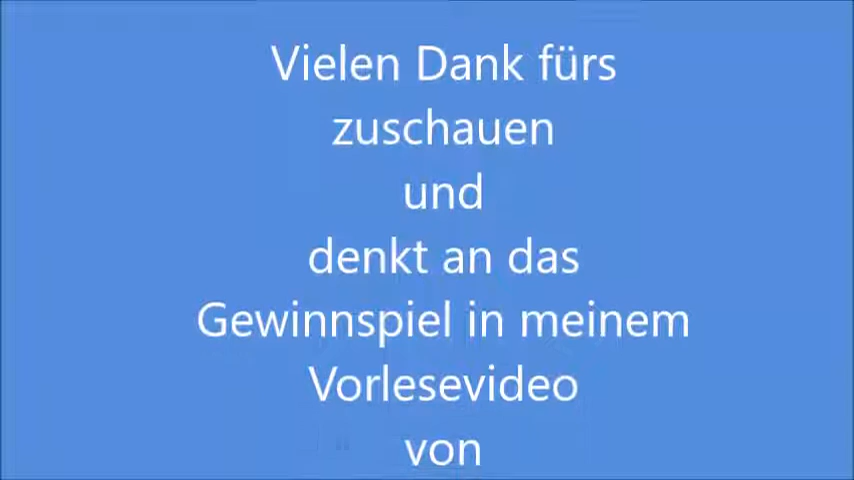 Vielen Dank fürs
zuschauen
und
denkt an das
Gewinnspiel in meinem
Vorlesevideo
von